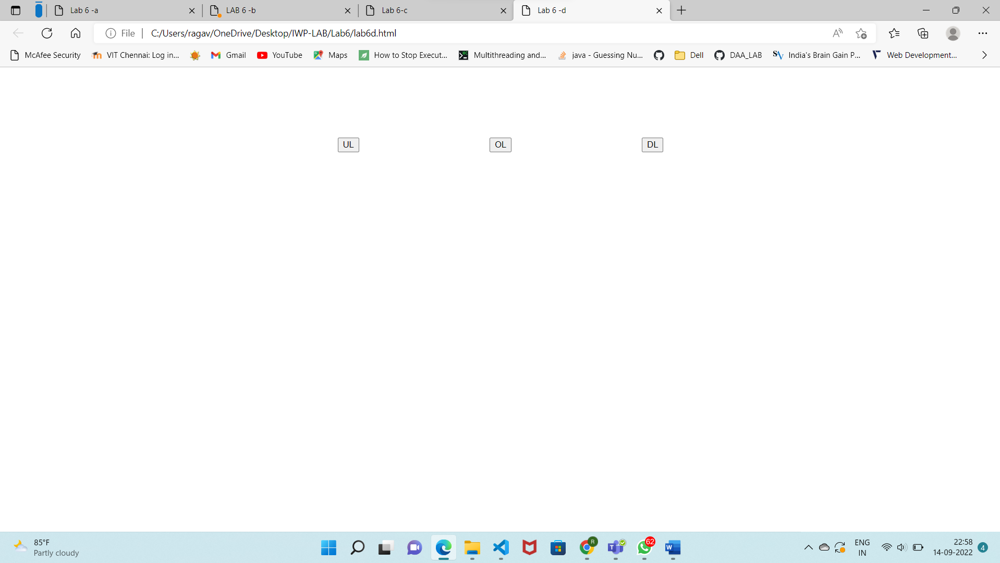 Lab 6 -a
LAB 6 -b
Lab 6-c
Lab 6 -d
File
C:/Users/ragav/OneDrive/Desktop/IWP-LAB/Lab6/lab6d.html
McAfee Security
VIT Chennai: Log in...
Gmail
YouTube
Maps
How to Stop Execut...
Multithreading and...
java - Guessing Nu...
Dell
DAA_LAB
India's Brain Gain P...
Web Development...
UL
OL
DL
85°F
Partly cloudy
R
62
ENG
IN
22:58
14-09-2022
4